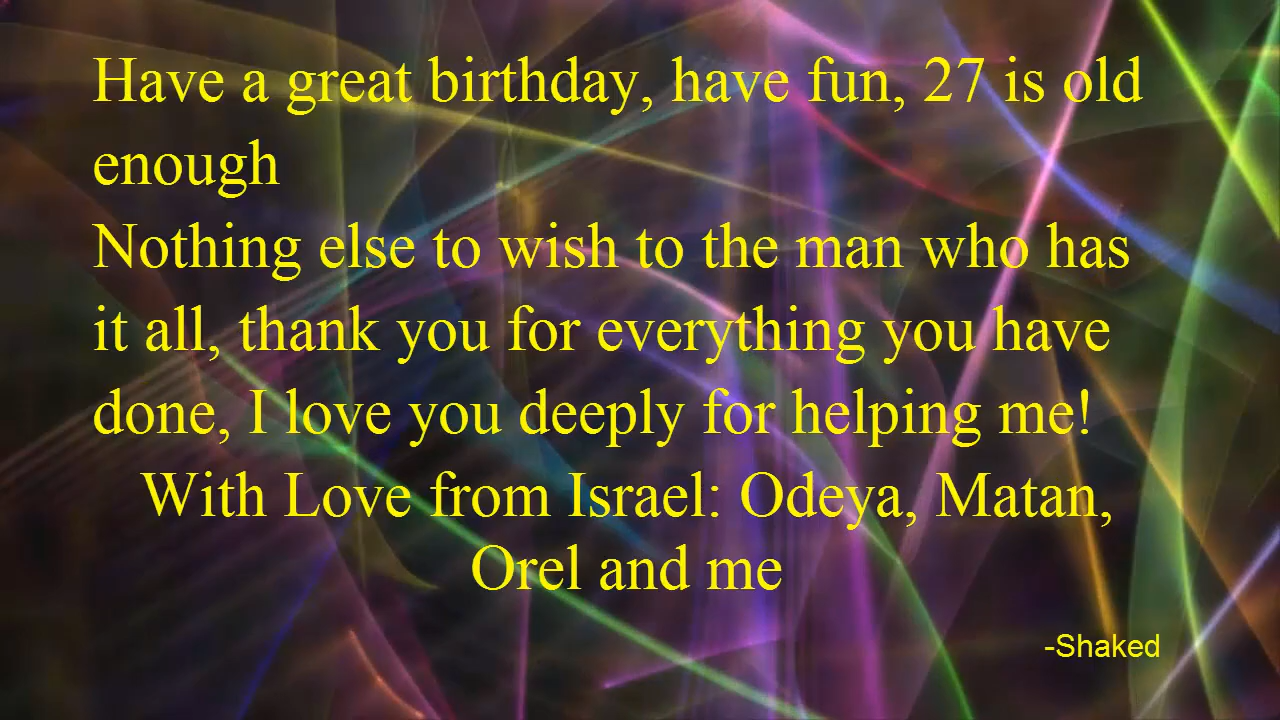 Have a great birthday, have fun, 27 is old
enough
Nothing else to wish to the man who has
it all, thank you for everything you have
done, I love you deeply for helping me!
With Love from Israel: Odeya, Matan,
Orel and me
-Shaked